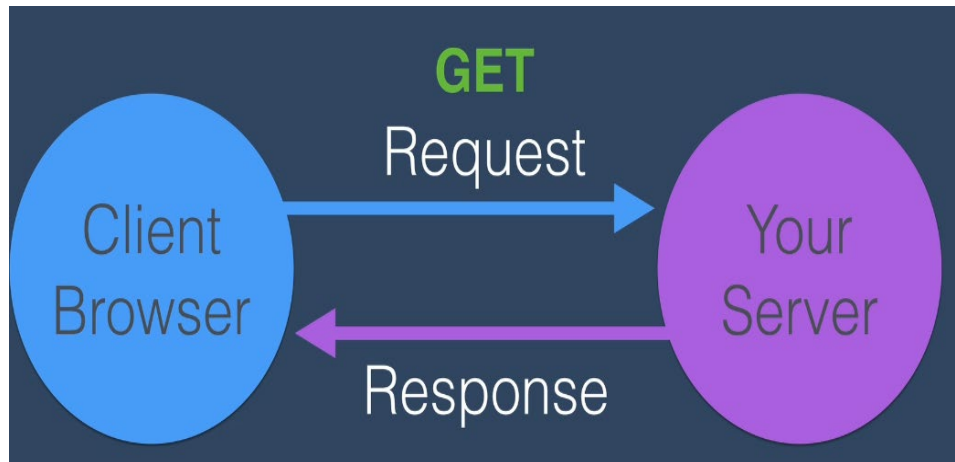 GET
Request
Client
Browser
Your
Server
Response